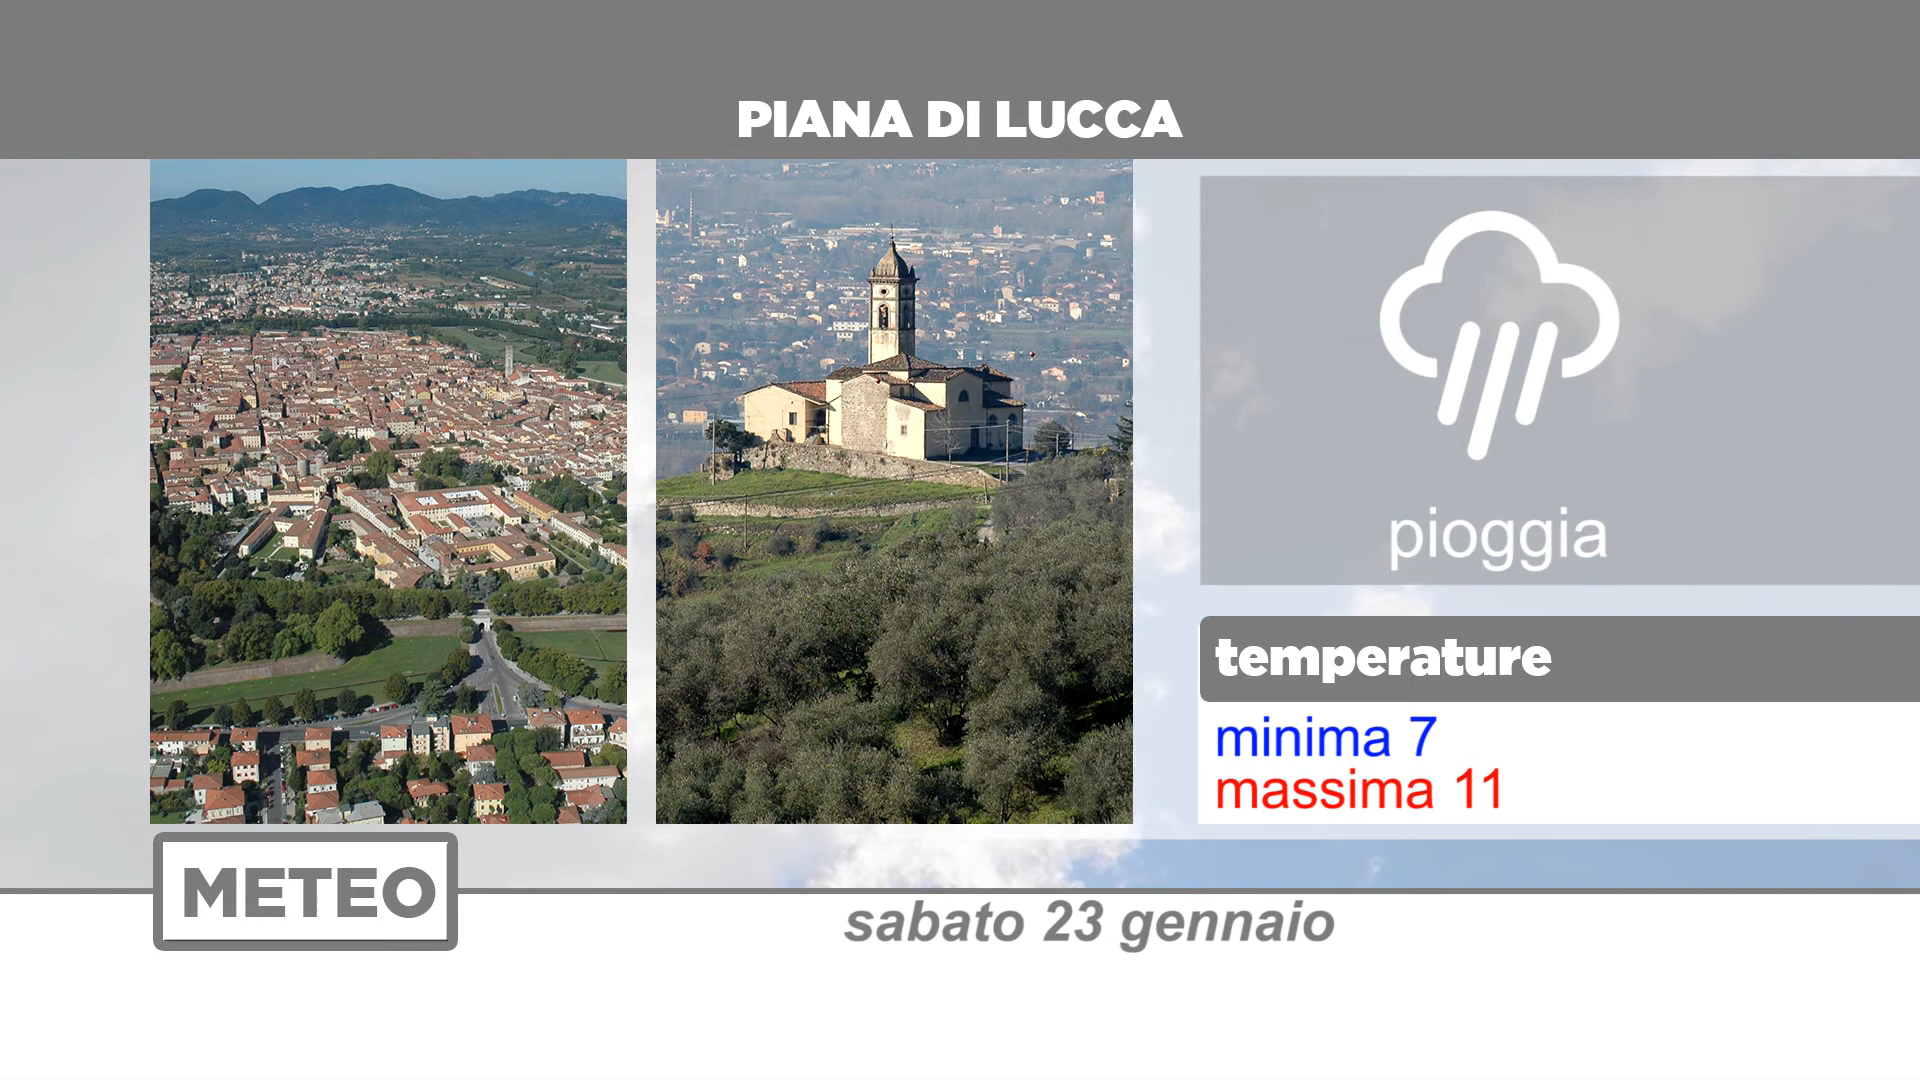 PIANA DI LUCCA
pioggia
temperature
minima 7
massima 11
METEO
sabato 23 gennaio